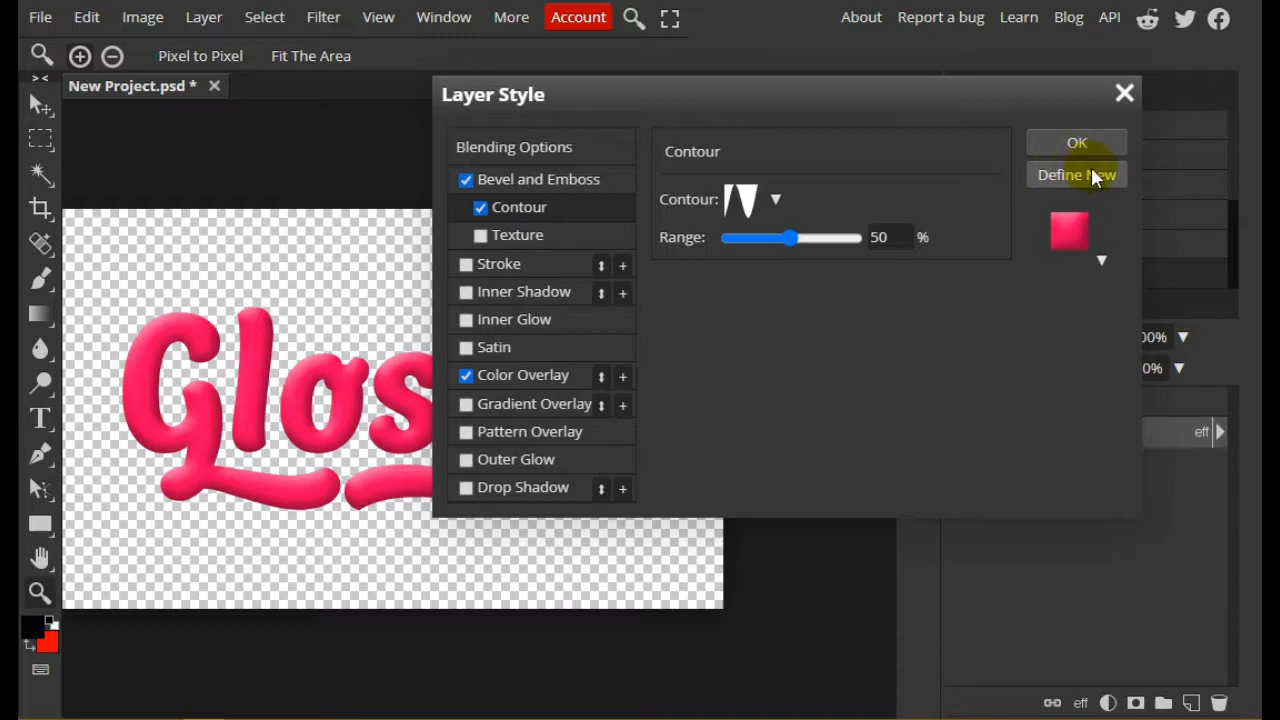 File Edit Image Layer Select Filter View Window More Account About Report a bug Learn Blog API
Pixel to Pixel Fit The Area
> <
New Project.psd *
Layer Style
Blending Options
Bevel and Emboss
Contour
Texture
Stroke
Inner Shadow
Inner Glow
Satin
Color Overlay
Gradient Overlay
Pattern Overlay
Outer Glow
Drop Shadow
Contour
Contour:
Range: 50 %
OK
Define New
00%
0%
eff
Glos
T
eff